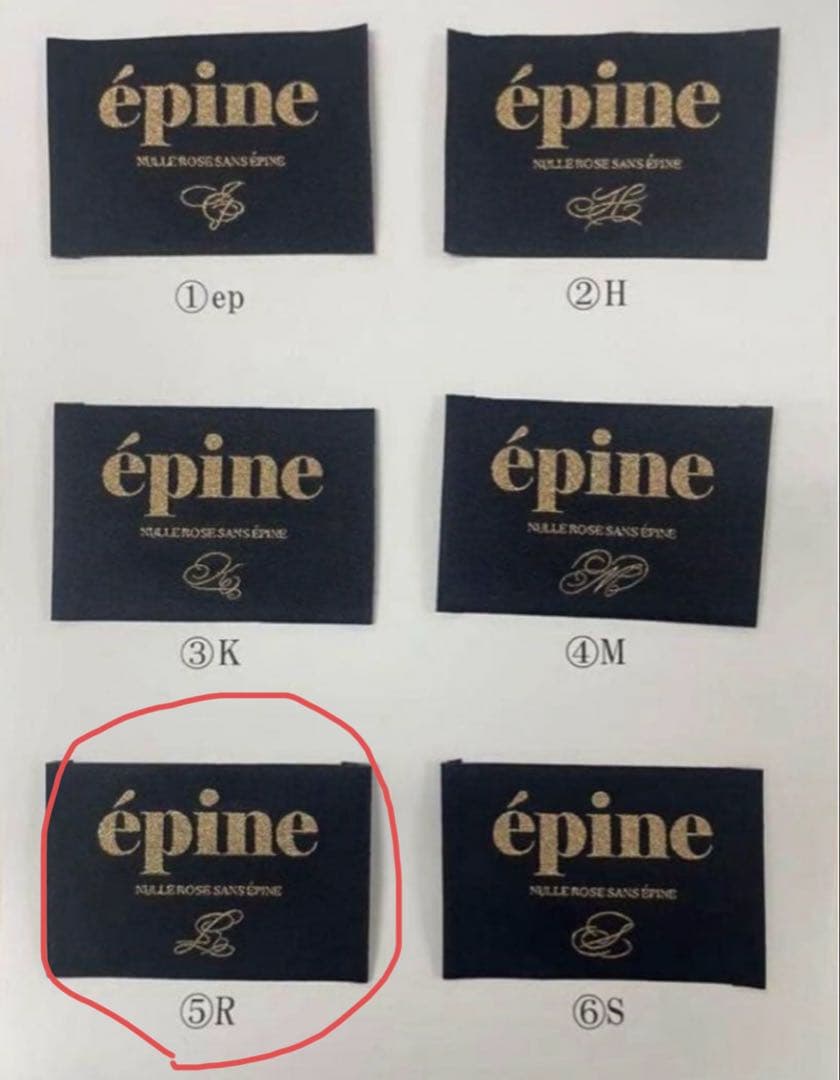 épine
NULLE ROSE SANS ÉPINE
①ep
épine
NULLE ROSE SANS ÉPINE
H
②H
épine
NULLE ROSE SANS ÉPINE
K
③K
épine
NULLE ROSE SANS ÉPINE
M
④M
épine
NULLE ROSE SANS ÉPINE
R
⑤R
épine
NULLE ROSE SANS ÉPINE
S
⑥S